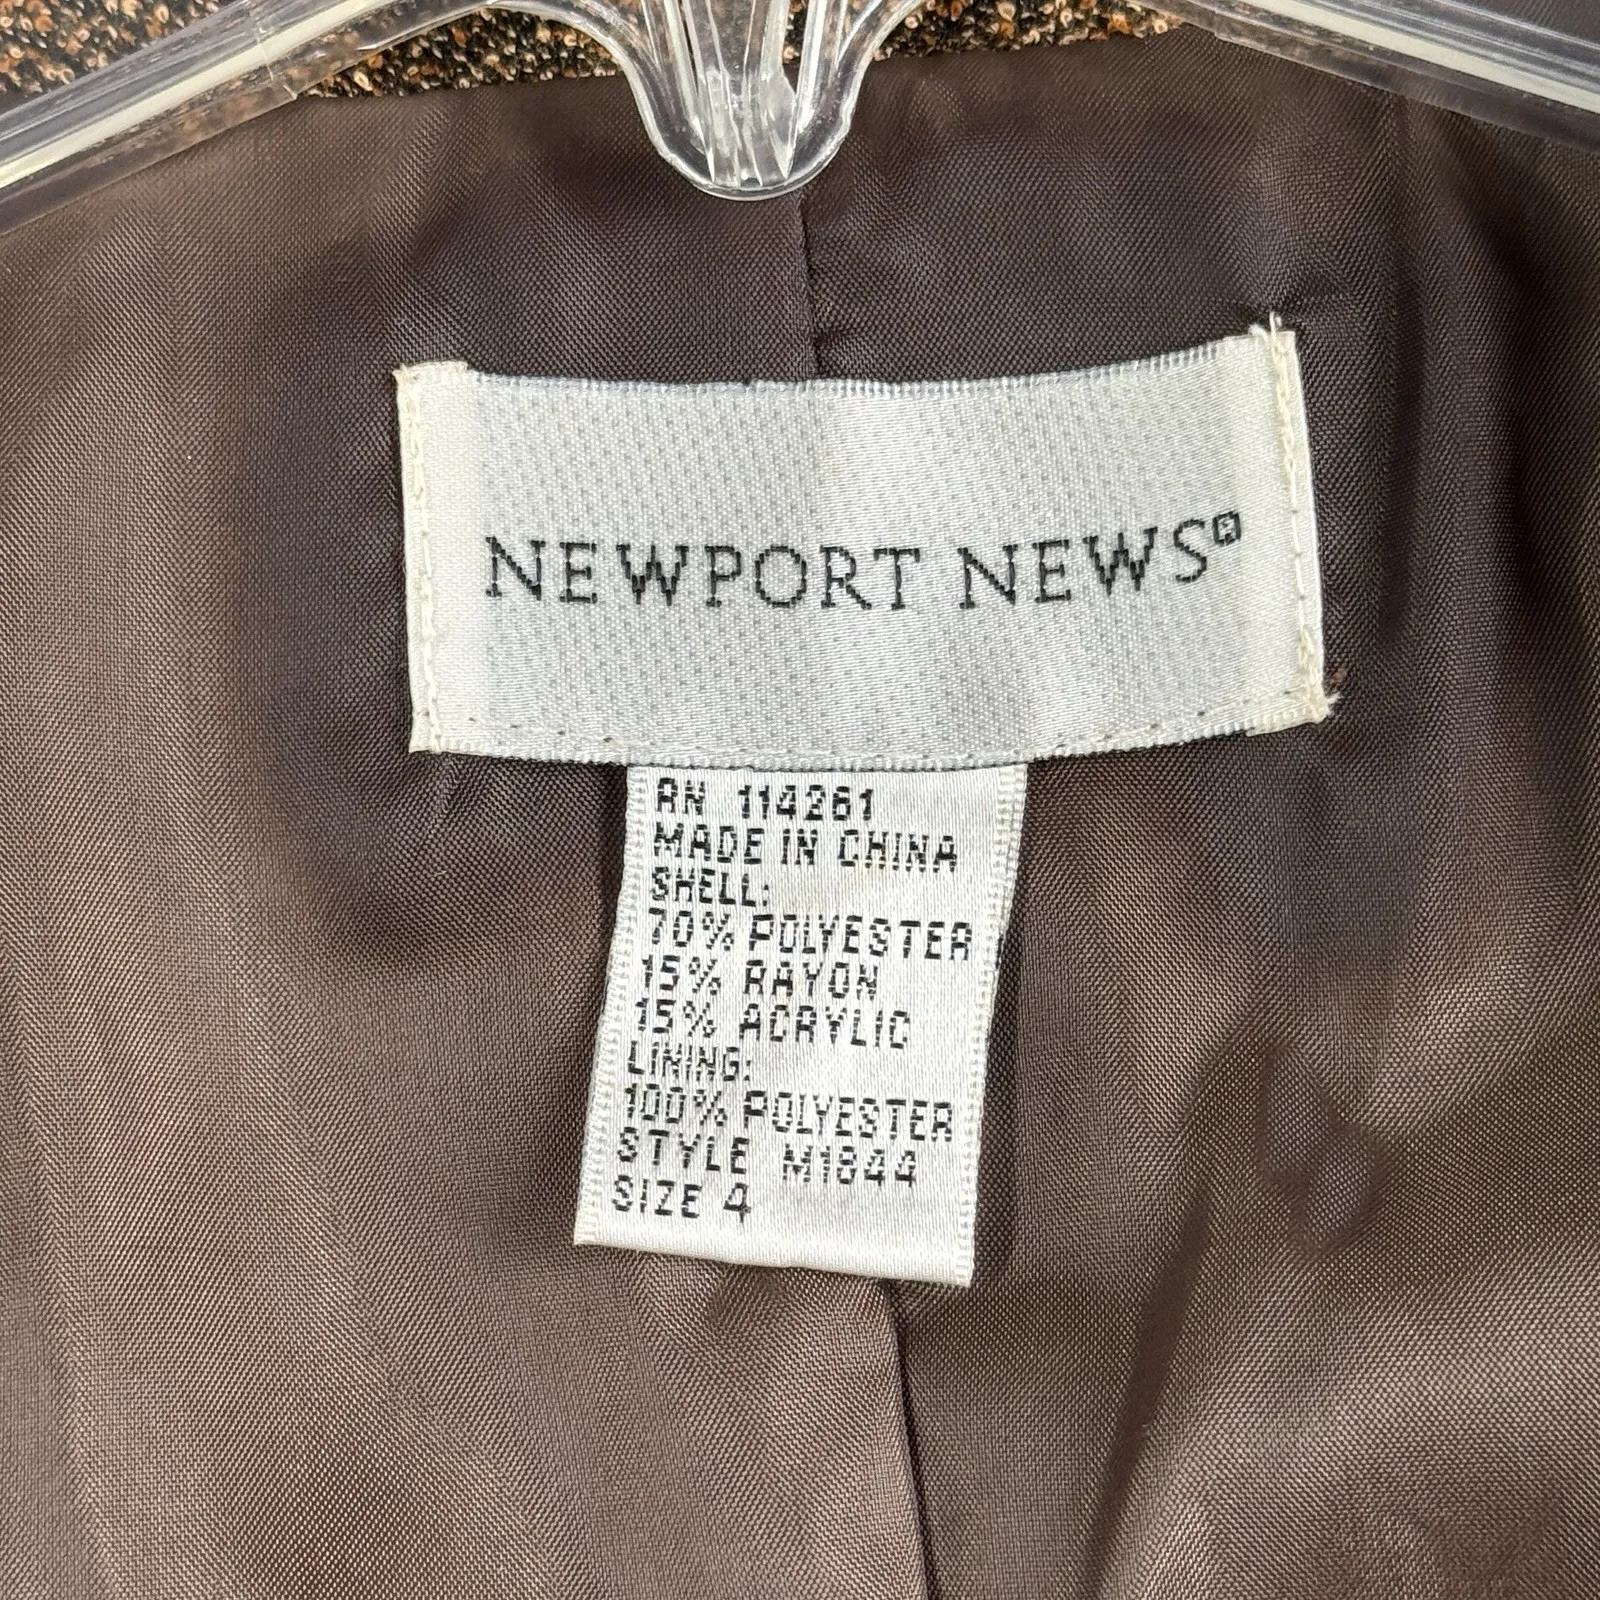 NEWPORT NEWS®
RN 114261
MADE IN CHINA
SHELL:
70% POLYESTER
15% RAYON
15% ACRYLIC
LINING:
100% POLYESTER
STYLE M1844
SIZE 4